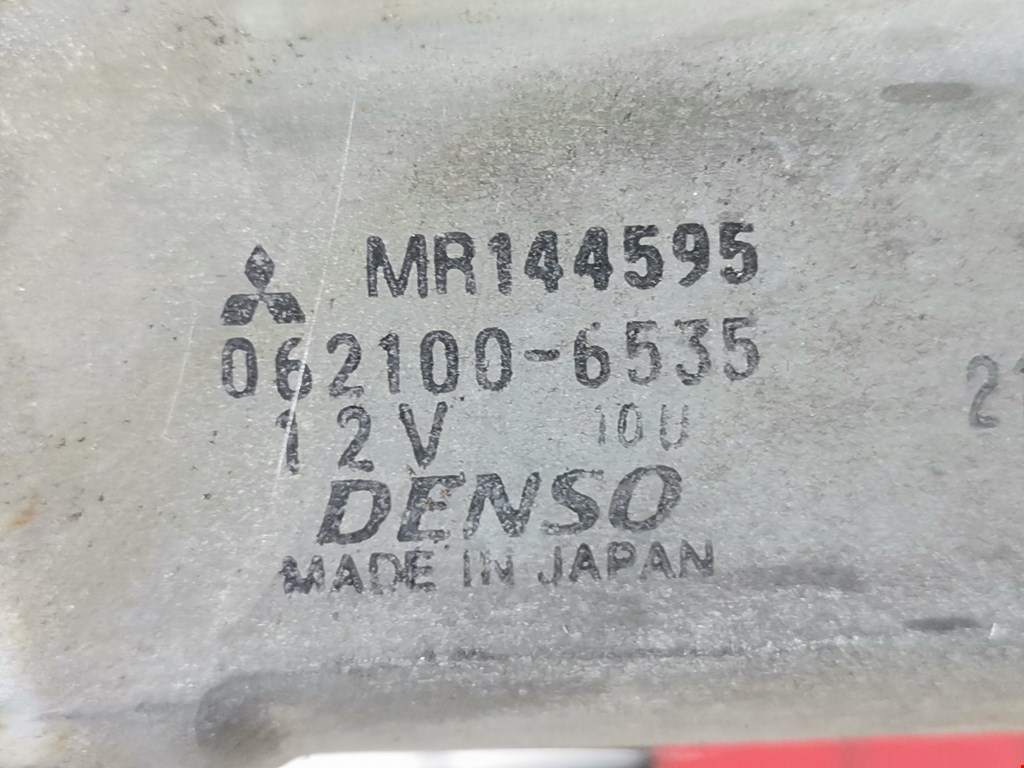 MR144595
062100-6535
12V 10U
DENSO
MADE IN JAPAN